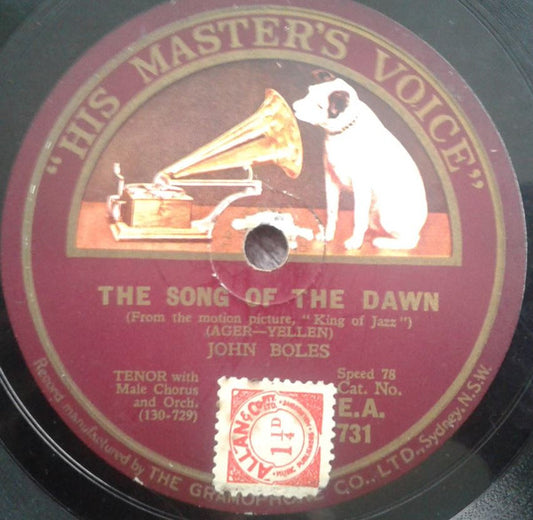 "HIS MASTER'S VOICE"
THE SONG OF THE DAWN
(From the motion picture, "King of Jazz")
(AGER—YELLEN)
JOHN BOLES
TENOR with
Male Chorus
and Orch.
(130-729)
Speed 78
Cat. No.
E.A.
731
ALLAN & CO.
1¼D
Record manufactured by THE GRAMOPHONE CO., LTD., Sydney, N.S.W.